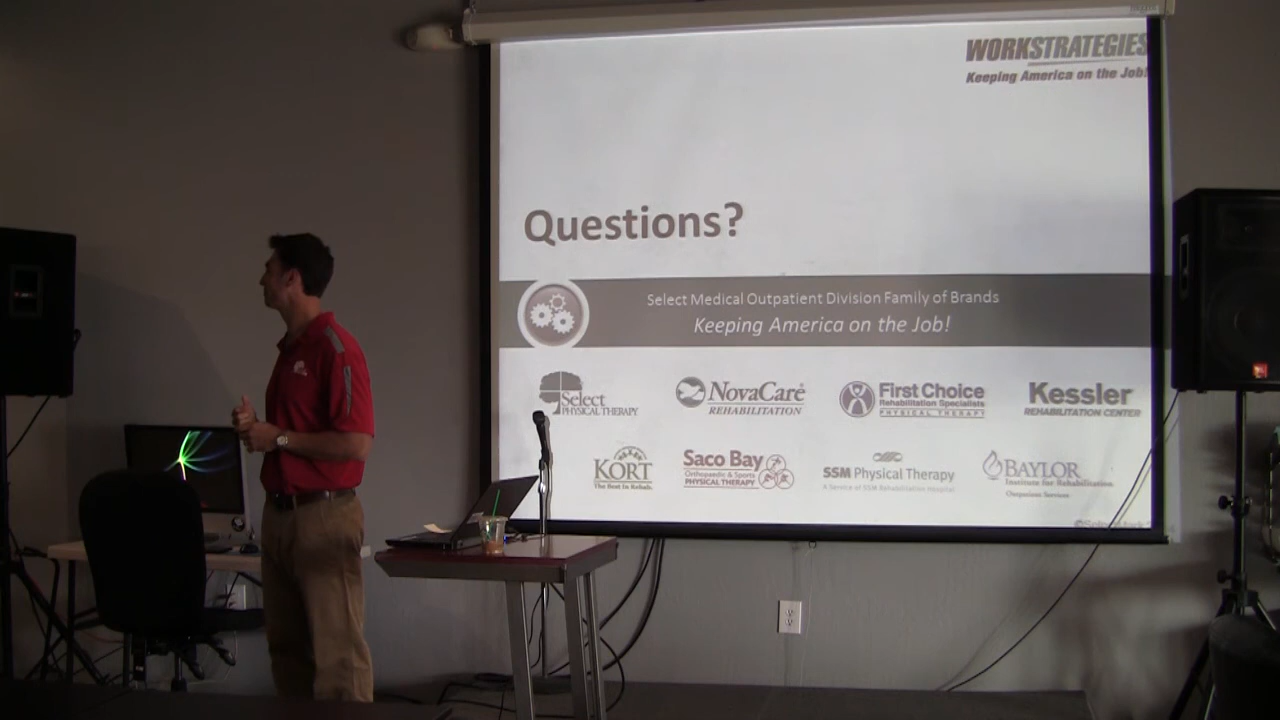 WORKSTRATEGIES
Keeping America on the Job!
Questions?
Select Medical Outpatient Division Family of Brands
Keeping America on the Job!
Select
PHYSICAL THERAPY
NovaCare®
REHABILITATION
First Choice
Rehabilitation Specialists
PHYSICAL THERAPY
Kessler
REHABILITATION CENTER
KORT
The Best in Rehab.
Saco Bay
Orthopaedic & Sports
PHYSICAL THERAPY
SSM Physical Therapy
A Service of SSM Rehabilitation Hospital
BAYLOR
Institute for Rehabilitation
Outpatient Services